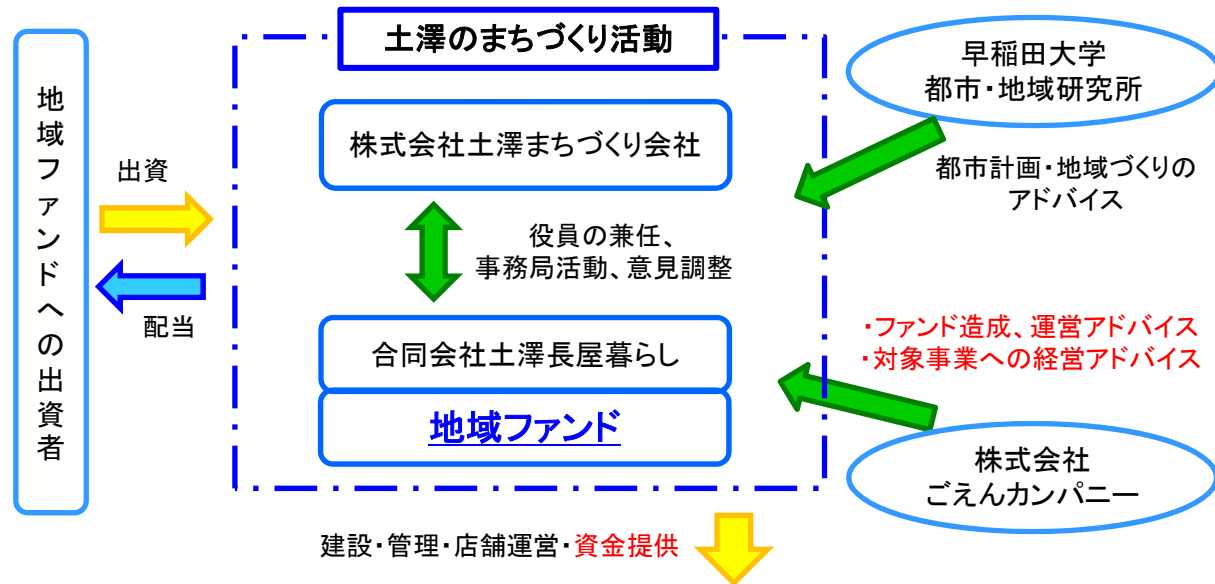 土澤のまちづくり活動
地域ファンドへの出資者
出資
配当
株式会社土澤まちづくり会社
役員の兼任、
事務局活動、意見調整
合同会社土澤長屋暮らし
地域ファンド
早稲田大学
都市・地域研究所
都市計画・地域づくりの
アドバイス
・ファンド造成、運営アドバイス
・対象事業への経営アドバイス
株式会社
ごえんカンパニー
建設・管理・店舗運営・資金提供